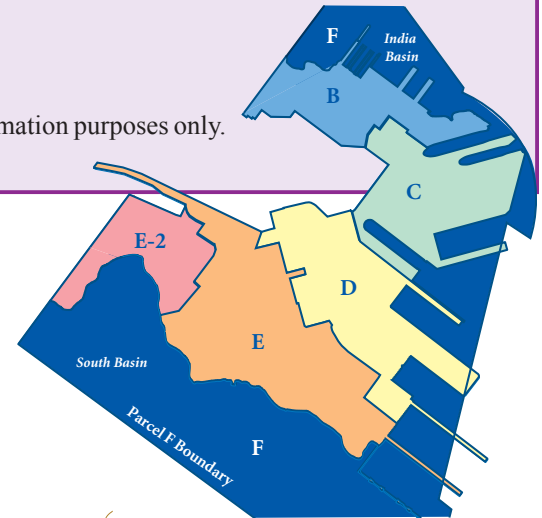 F
India
Basin
B
mation purposes only.
C
E-2
D
E
South Basin
Parcel F Boundary
F